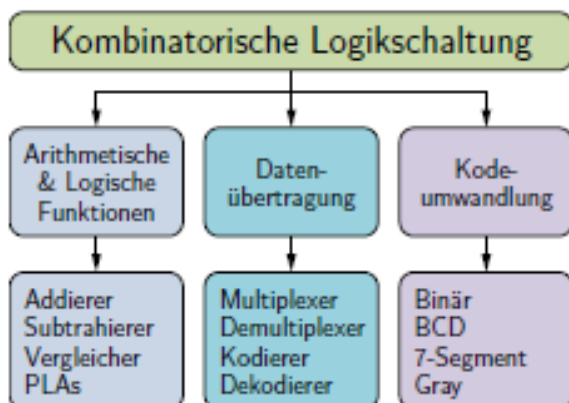 Kombinatorische Logikschaltung
Arithmetische
& Logische
Funktionen
Daten-
übertragung
Kode-
umwandlung
Addierer
Subtrahierer
Vergleicher
PLAs
Multiplexer
Demultiplexer
Kodierer
Dekodierer
Binär
BCD
7-Segment
Gray